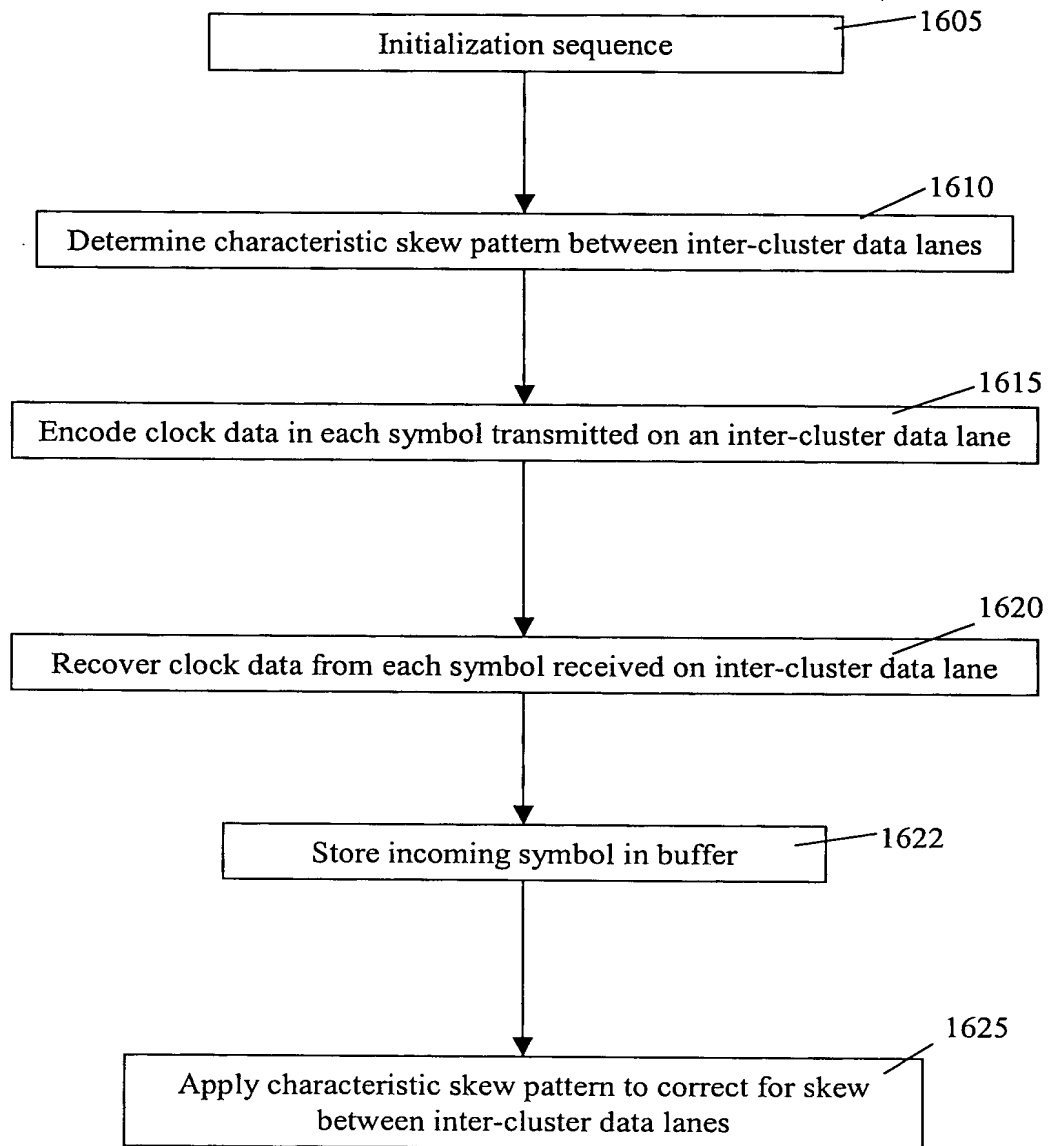 1605
Initialization sequence
1610
Determine characteristic skew pattern between inter-cluster data lanes
1615
Encode clock data in each symbol transmitted on an inter-cluster data lane
1620
Recover clock data from each symbol received on inter-cluster data lane
1622
Store incoming symbol in buffer
1625
Apply characteristic skew pattern to correct for skew
between inter-cluster data lanes